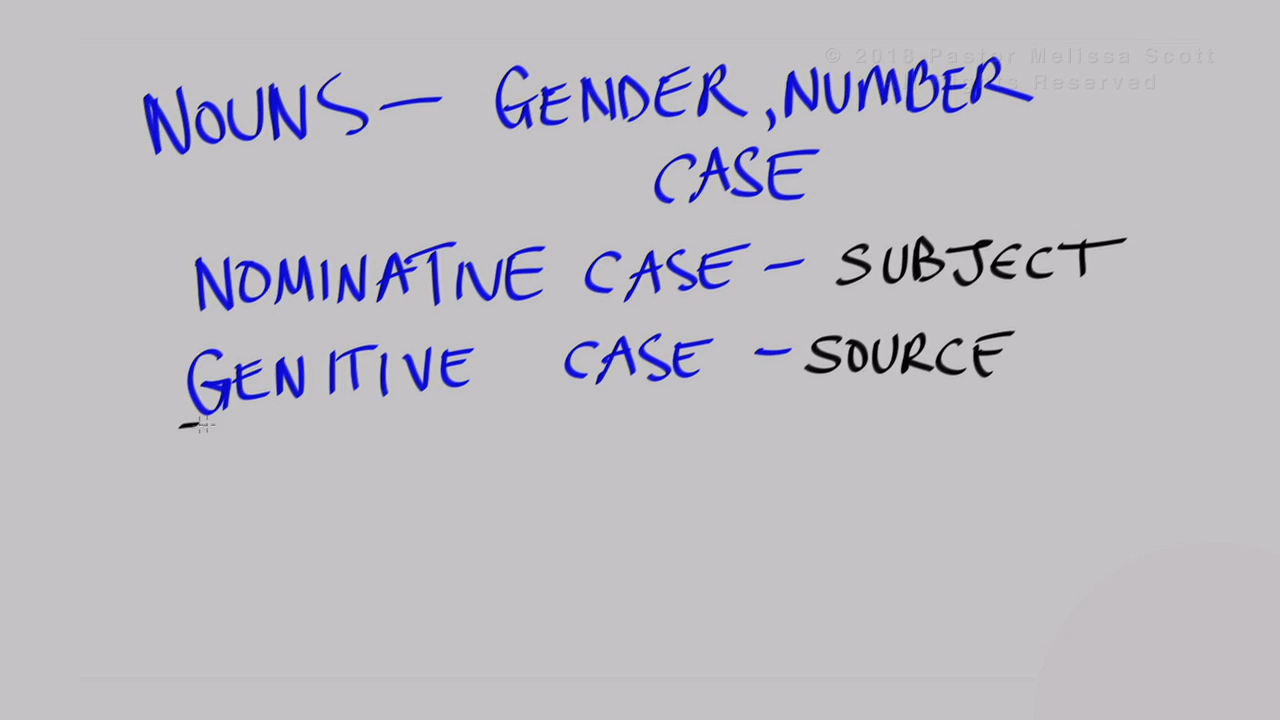 © 2018 Pastor Melissa Scott
Reserved
NOUNS — GENDER, NUMBER
CASE
NOMINATIVE CASE – SUBJECT
GENITIVE CASE – SOURCE